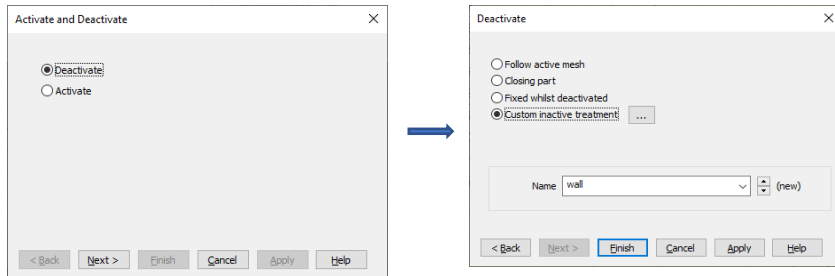 Activate and Deactivate
Deactivate
Activate
< Back Next > Finish Cancel Apply Help
Deactivate
Follow active mesh
Closing part
Fixed whilst deactivated
Custom inactive treatment ...
Name wall (new)
< Back Next > Finish Cancel Apply Help